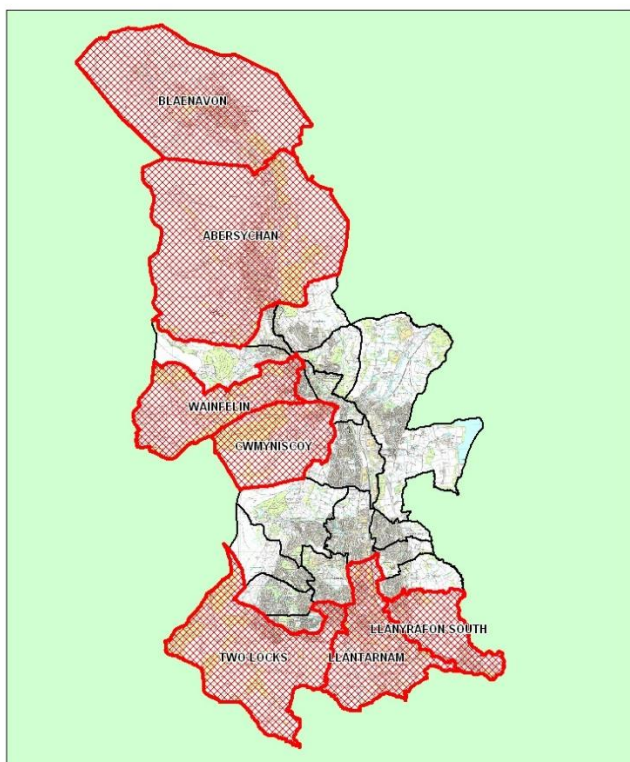 BLAENAVON
ABERSYCHAN
WAINFELIN
CWMYNISCOY
LLANYRAFON SOUTH
TWO LOCKS
LLANTARNAM